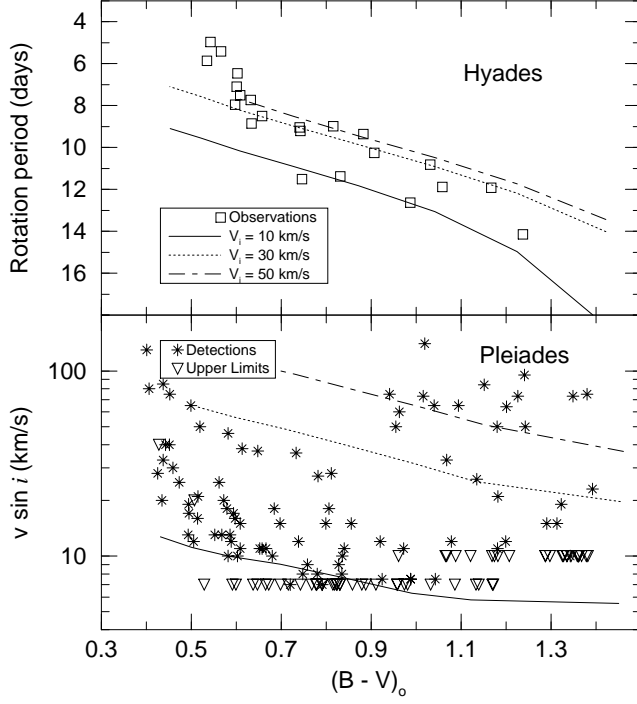 4
6
8
10
12
14
16
Rotation period (days)
Hyades
Observations
V_i = 10 km/s
V_i = 30 km/s
V_i = 50 km/s
100
10
v sin i (km/s)
Detections
Upper Limits
Pleiades
0.3 0.5 0.7 0.9 1.1 1.3
(B - V)_o